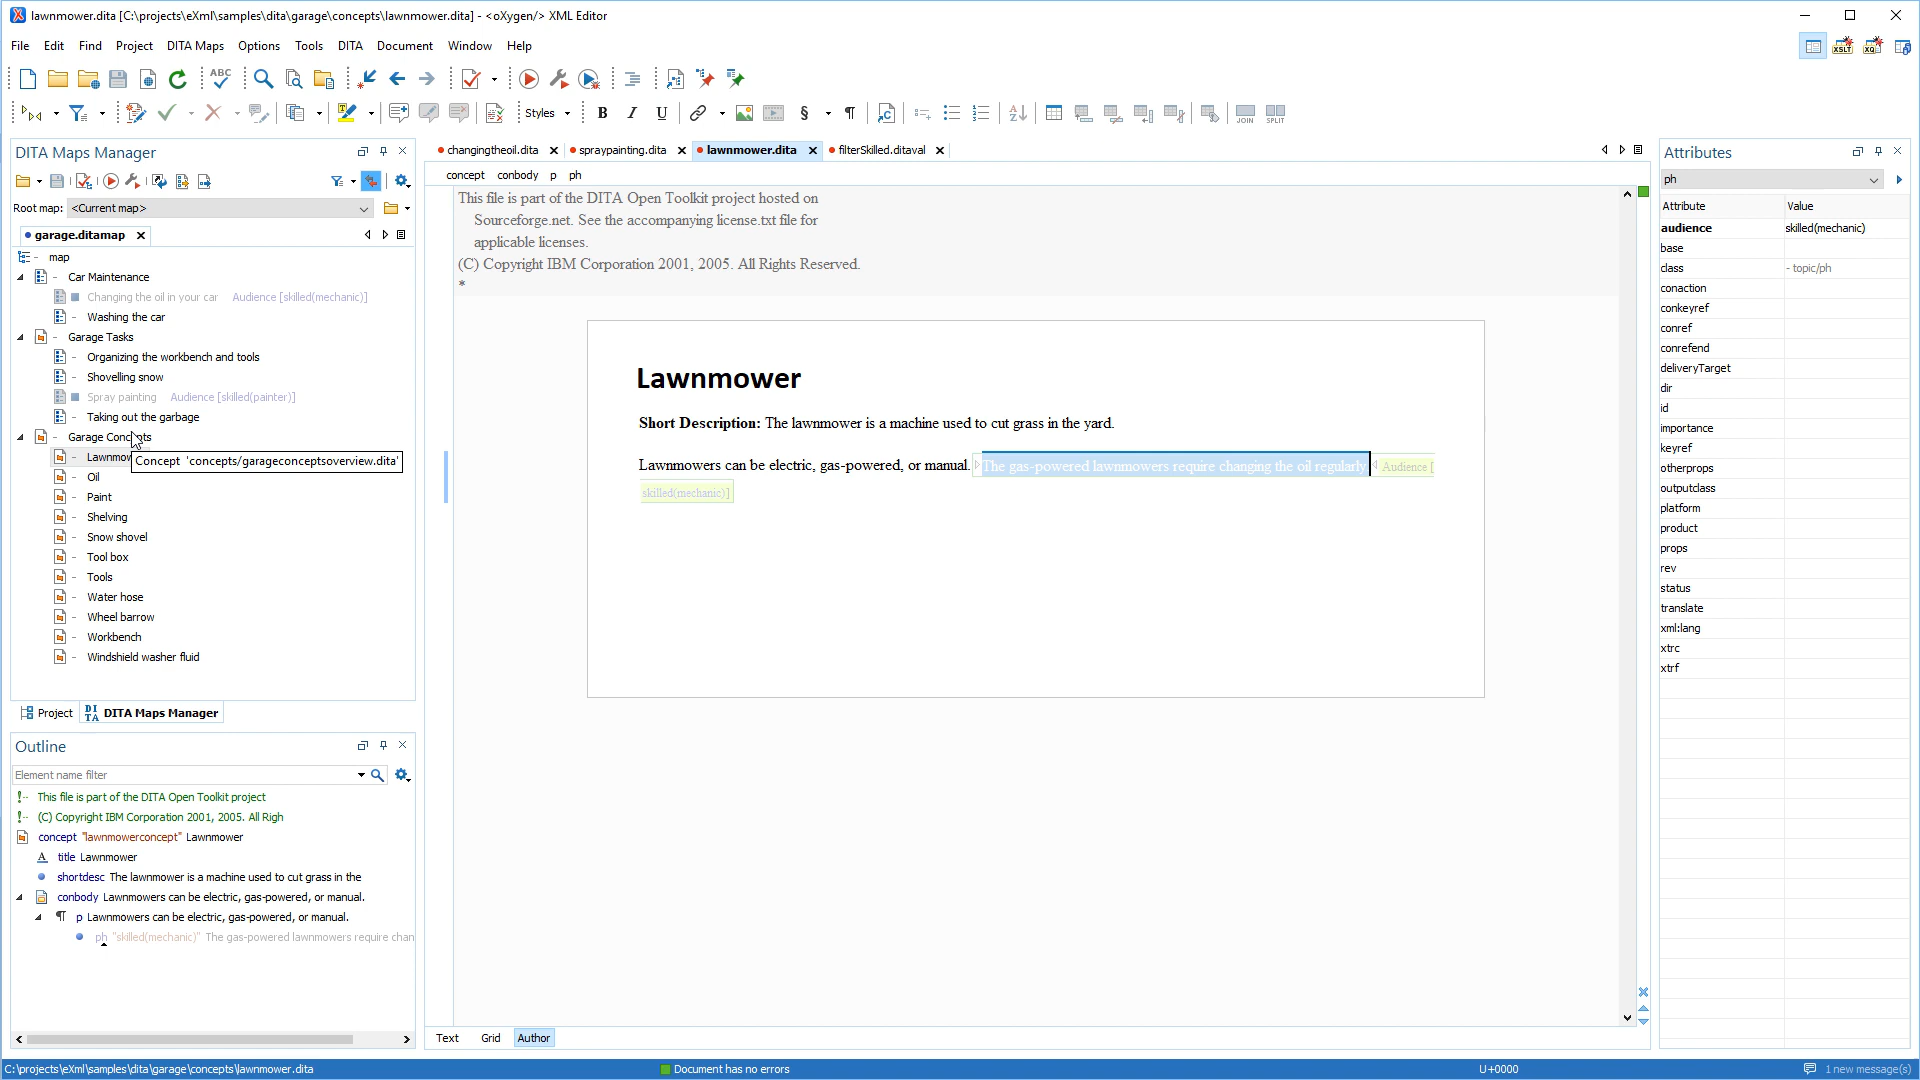 lawnmower.dita [C:\projects\eXml\samples\dita\garage\concepts\lawnmower.dita] - <oXygen/> XML Editor
File Edit Find Project DITA Maps Options Tools DITA Document Window Help
XSLT XQ
ABC
Styles B I U § ¶ JOIN SPLIT
DITA Maps Manager
Root map: <Current map>
garage.ditamap
map
Car Maintenance
Changing the oil in your car Audience [skilled(mechanic)]
Washing the car
Garage Tasks
Organizing the workbench and tools
Shovelling snow
Spray painting Audience [skilled(painter)]
Taking out the garbage
Garage Concepts
Lawnmow
Concept 'concepts/garageconceptsoverview.dita'
Oil
Paint
Shelving
Snow shovel
Tool box
Tools
Water hose
Wheel barrow
Workbench
Windshield washer fluid
Project DITA DITA Maps Manager
Outline
Element name filter
This file is part of the DITA Open Toolkit project
(C) Copyright IBM Corporation 2001, 2005. All Righ
concept "lawnmowerconcept" Lawnmower
title Lawnmower
shortdesc The lawnmower is a machine used to cut grass in the
conbody Lawnmowers can be electric, gas-powered, or manual.
¶ p Lawnmowers can be electric, gas-powered, or manual.
ph "skilled(mechanic)" The gas-powered lawnmowers require chan
changingtheoil.dita spraypainting.dita lawnmower.dita filterSkilled.ditaval
concept conbody p ph
This file is part of the DITA Open Toolkit project hosted on
Sourceforge.net. See the accompanying license.txt file for
applicable licenses.
(C) Copyright IBM Corporation 2001, 2005. All Rights Reserved.
*
Lawnmower
Short Description: The lawnmower is a machine used to cut grass in the yard.
Lawnmowers can be electric, gas-powered, or manual. The gas-powered lawnmowers require changing the oil regularly. Audience [
skilled(mechanic)]
Text Grid Author
Attributes
ph
Attribute Value
audience skilled(mechanic)
base
class - topic/ph
conaction
conkeyref
conref
conrefend
deliveryTarget
dir
id
importance
keyref
otherprops
outputclass
platform
product
props
rev
status
translate
xml:lang
xtrc
xtrf
C:\projects\eXml\samples\dita\garage\concepts\lawnmower.dita Document has no errors U+0000 1 new message(s)